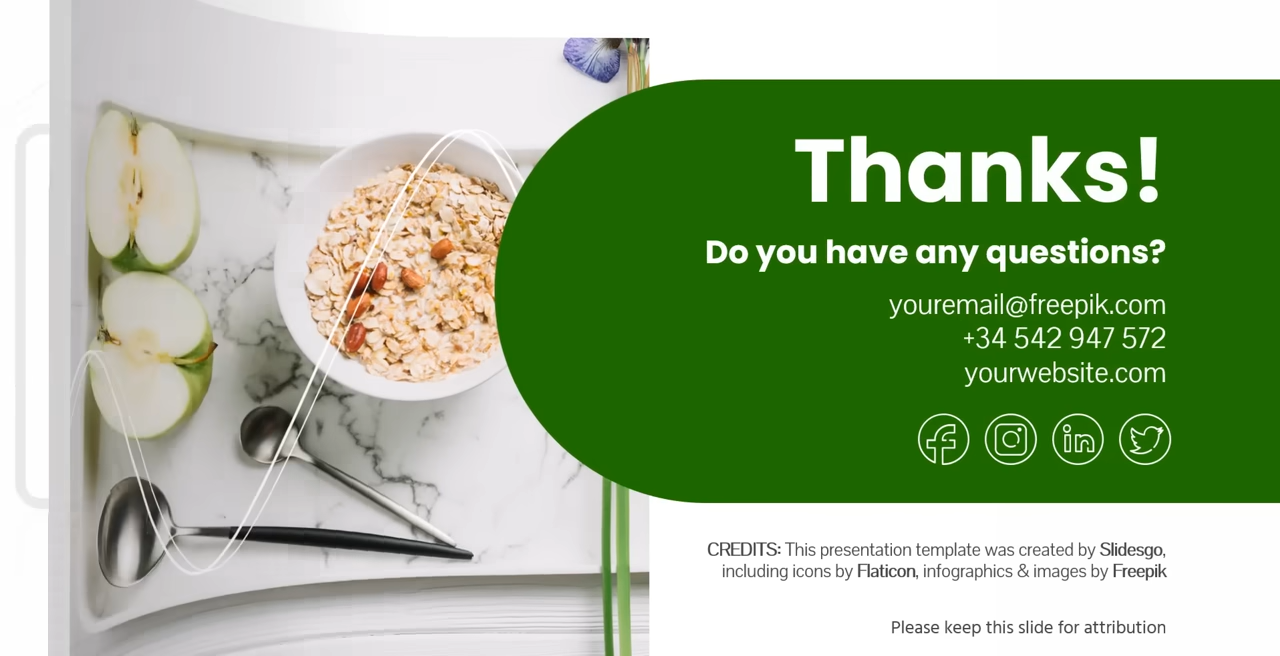 Thanks!
Do you have any questions?
youremail@freepik.com
+34 542 947 572
yourwebsite.com
CREDITS: This presentation template was created by Slidesgo,
including icons by Flaticon, infographics & images by Freepik
Please keep this slide for attribution